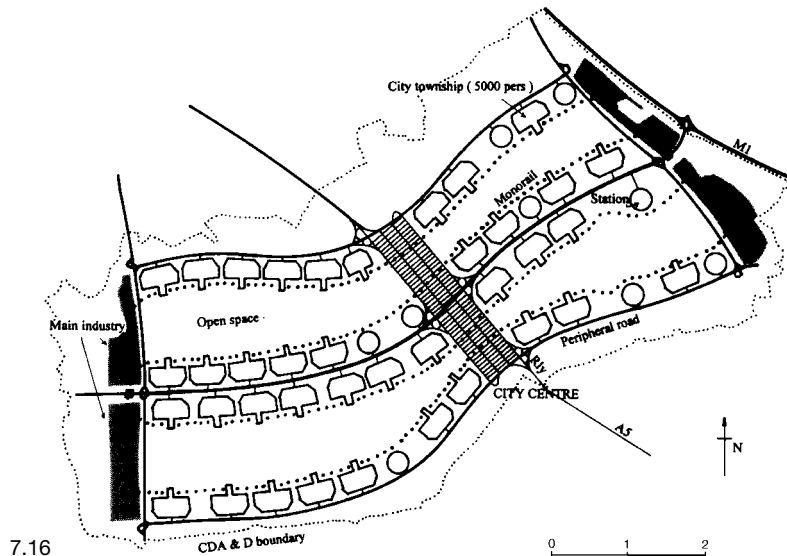 City township ( 5000 pers )
M1
Monorail
Station
Open space
Main industry
Peripheral road
Rly
CITY CENTRE
A5
N
CDA & D boundary
7.16
0 1 2